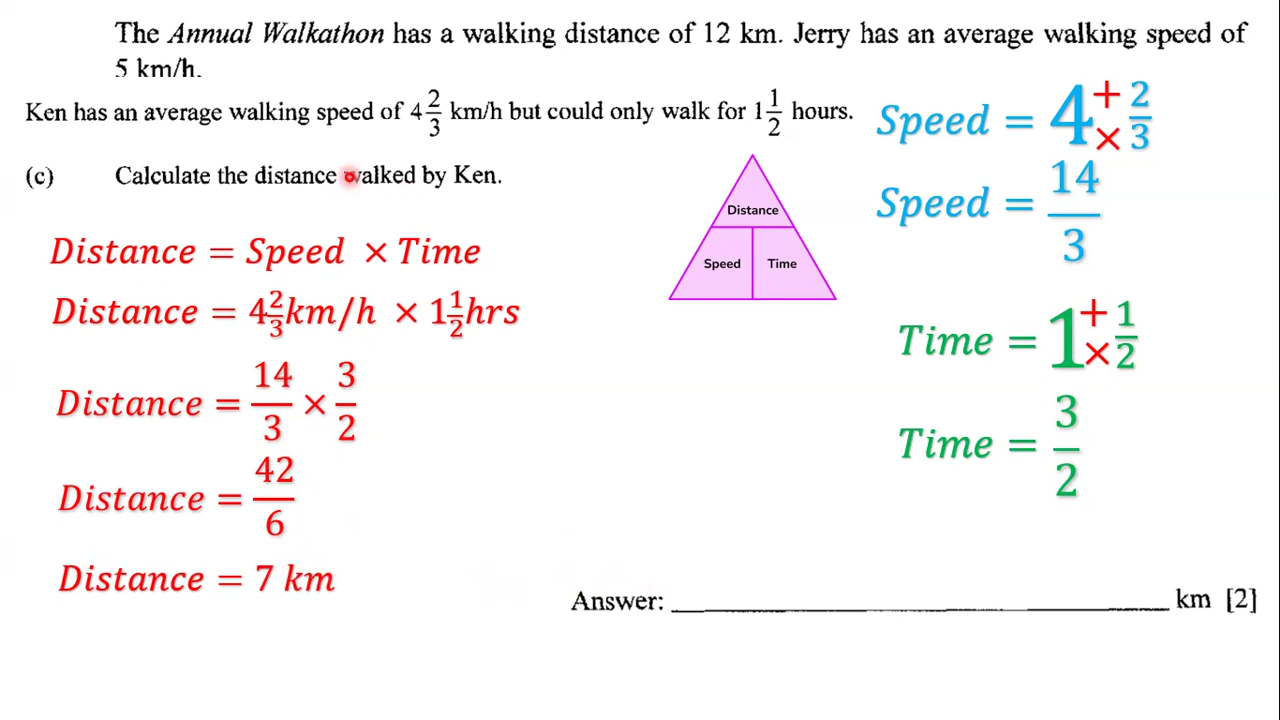 The Annual Walkathon has a walking distance of 12 km. Jerry has an average walking speed of
5 km/h.
Ken has an average walking speed of 4 2/3 km/h but could only walk for 1 1/2 hours.
(c) Calculate the distance walked by Ken.
Distance = Speed × Time
Distance = 4 2/3 km/h × 1 1/2 hrs
Distance = 14/3 × 3/2
Distance = 42/6
Distance = 7 km
Distance
Speed Time
Speed = 4 + × 2/3
Speed = 14/3
Time = 1 + × 1/2
Time = 3/2
Answer: ____________________ km [2]